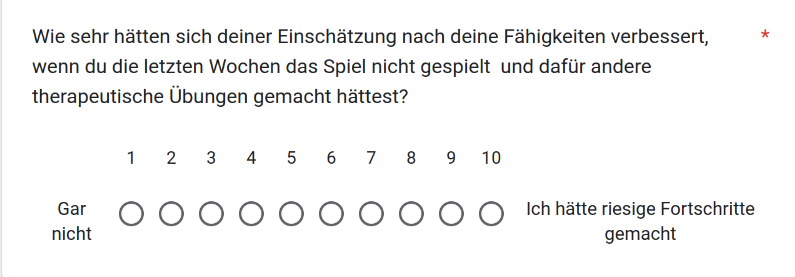 Wie sehr hätten sich deiner Einschätzung nach deine Fähigkeiten verbessert, *
wenn du die letzten Wochen das Spiel nicht gespielt  und dafür andere
therapeutische Übungen gemacht hättest?
1 2 3 4 5 6 7 8 9 10
Gar
nicht
Ich hätte riesige Fortschritte
gemacht